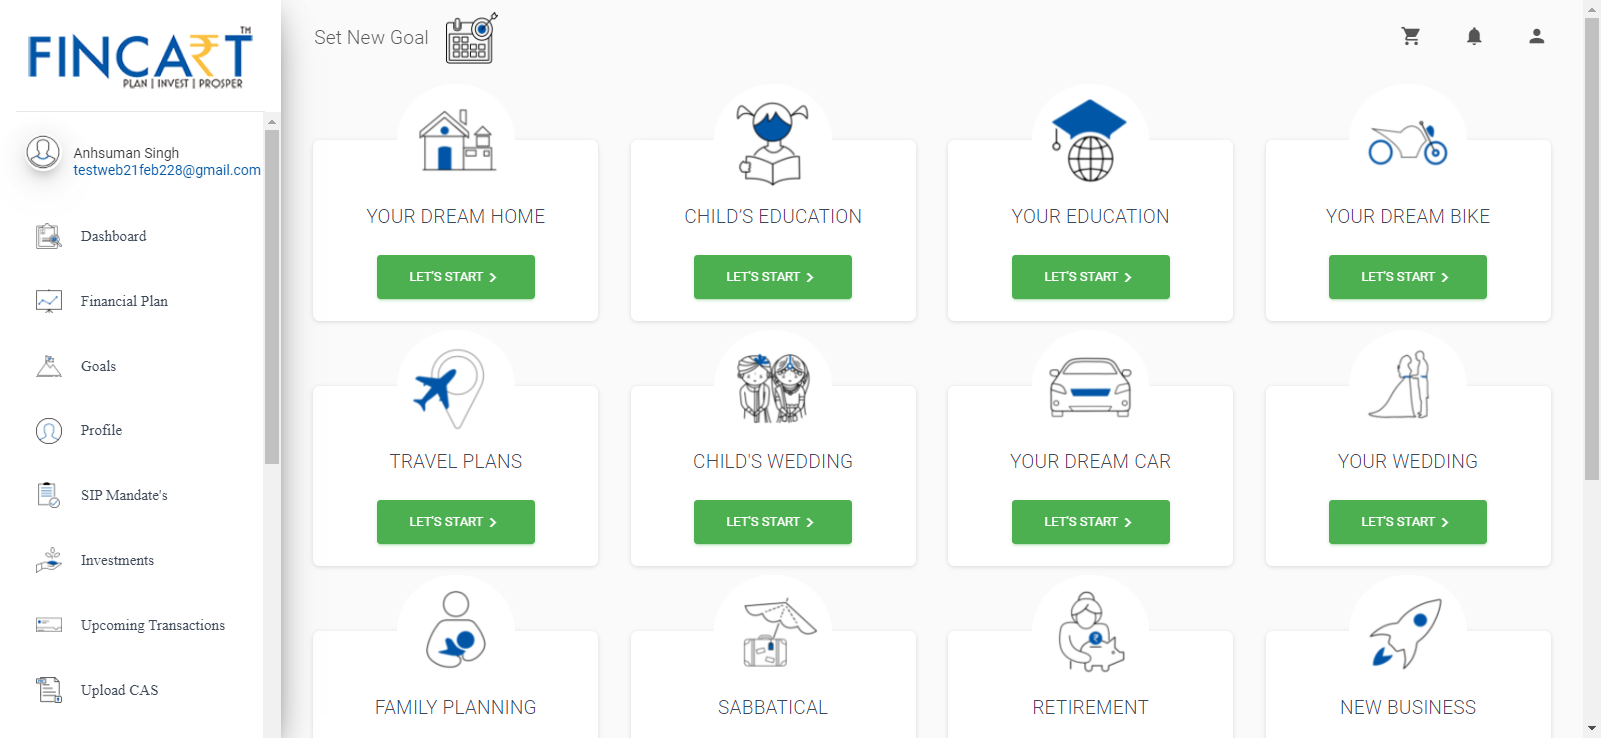 FINCART™
PLAN | INVEST | PROSPER
Anhsuman Singh
testweb21feb228@gmail.com
Dashboard
Financial Plan
Goals
Profile
SIP Mandate's
Investments
Upcoming Transactions
Upload CAS
Set New Goal
YOUR DREAM HOME
LET'S START
CHILD’S EDUCATION
LET'S START
YOUR EDUCATION
LET'S START
YOUR DREAM BIKE
LET'S START
TRAVEL PLANS
LET'S START
CHILD'S WEDDING
LET'S START
YOUR DREAM CAR
LET'S START
YOUR WEDDING
LET'S START
FAMILY PLANNING
SABBATICAL
₹
RETIREMENT
NEW BUSINESS